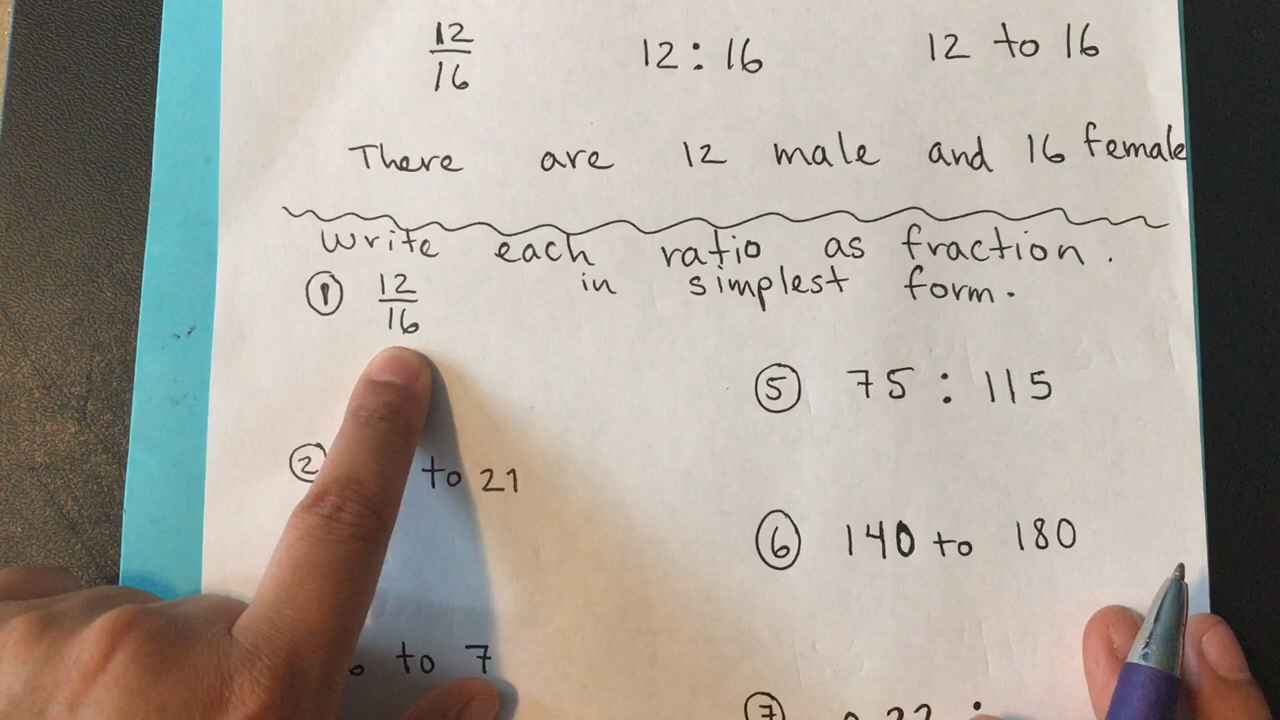 12/16 12 : 16 12 to 16
There are 12 male and 16 female
Write each ratio as fraction.
in simplest form.
① 12/16
⑤ 75 : 115
② to 21
⑥ 140 to 180
to 7
⑦ :